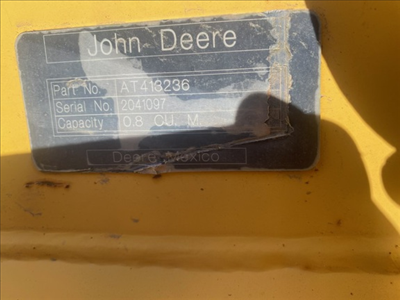 John Deere
Part No. AT413236
Serial No. 2041097
Capacity 0.8 CU. M.
Deere Mexico